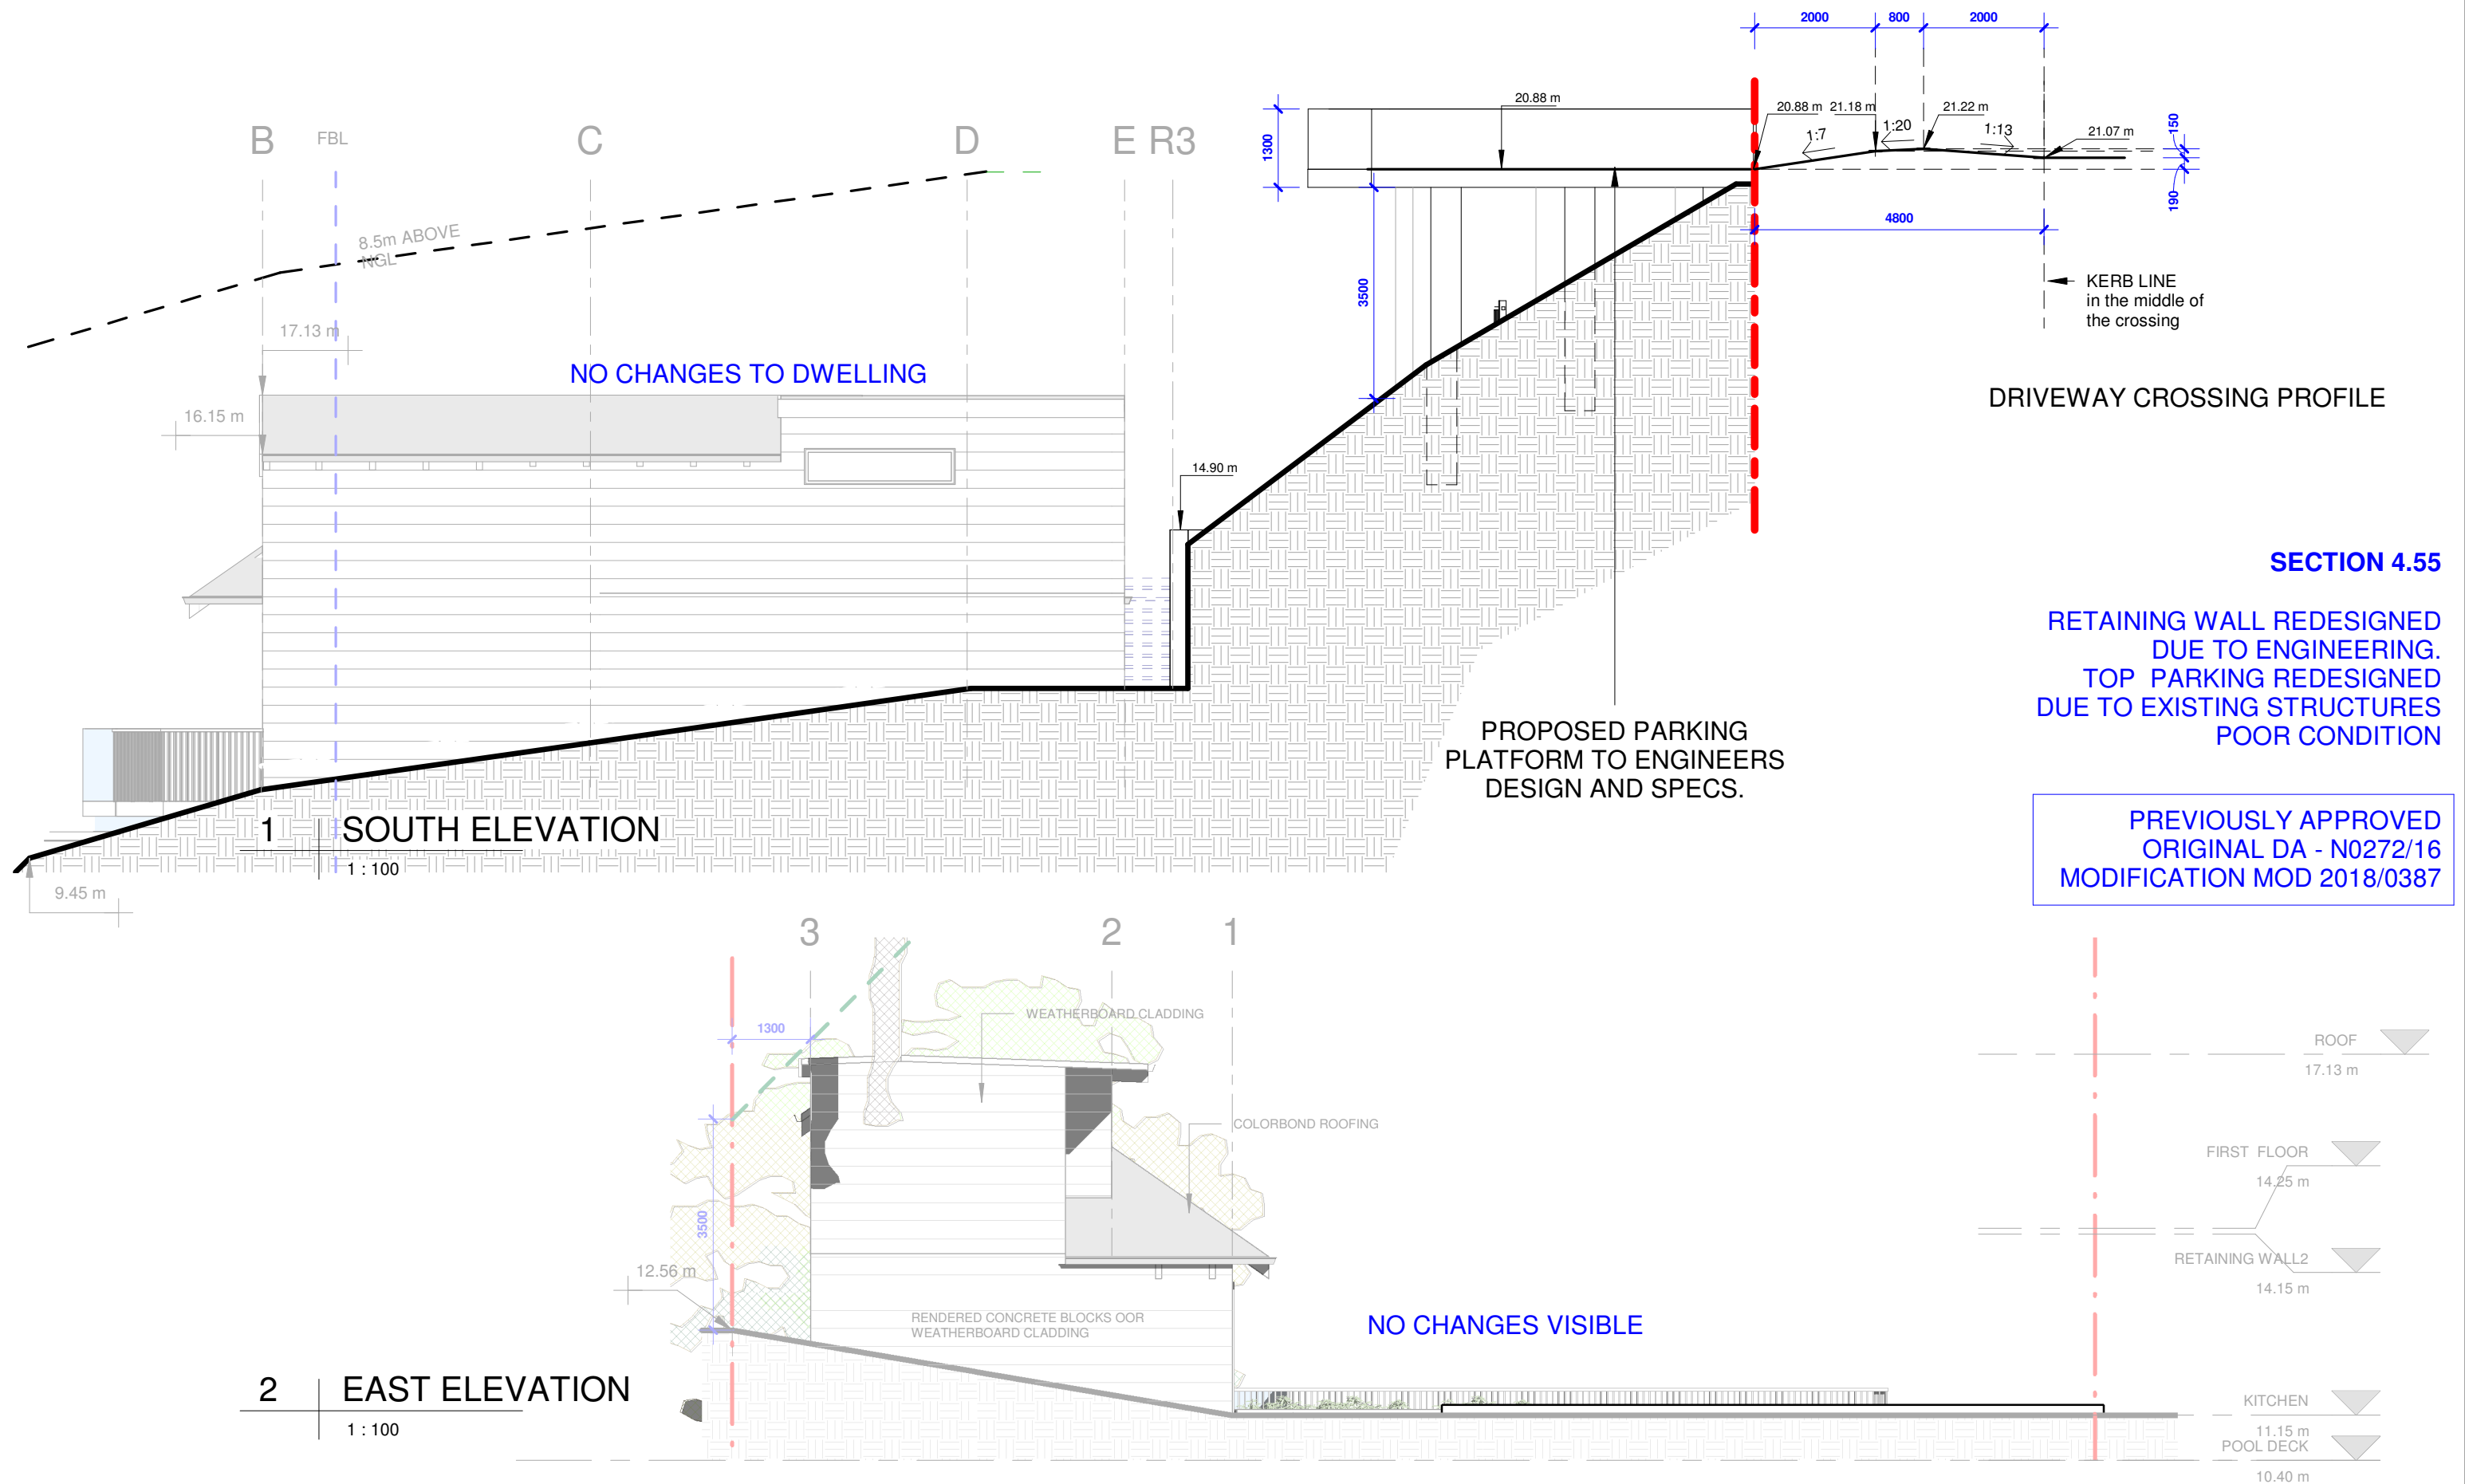 2000
800
2000
20.88 m
20.88 m
21.18 m
21.22 m
21.07 m
1:7
1:20
1:13
150
190
1300
3500
4800
B
FBL
C
D
E
R3
8.5m ABOVE
NGL
17.13 m
16.15 m
NO CHANGES TO DWELLING
14.90 m
KERB LINE
in the middle of
the crossing
DRIVEWAY CROSSING PROFILE
SECTION 4.55
RETAINING WALL REDESIGNED
DUE TO ENGINEERING.
TOP PARKING REDESIGNED
DUE TO EXISTING STRUCTURES
POOR CONDITION
PROPOSED PARKING
PLATFORM TO ENGINEERS
DESIGN AND SPECS.
PREVIOUSLY APPROVED
ORIGINAL DA - N0272/16
MODIFICATION MOD 2018/0387
1 SOUTH ELEVATION
1 : 100
9.45 m
3
2
1
1300
WEATHERBOARD CLADDING
COLORBOND ROOFING
3500
12.56 m
RENDERED CONCRETE BLOCKS OOR
WEATHERBOARD CLADDING
NO CHANGES VISIBLE
ROOF
17.13 m
FIRST FLOOR
14.25 m
RETAINING WALL2
14.15 m
KITCHEN
11.15 m
POOL DECK
10.40 m
2 EAST ELEVATION
1 : 100